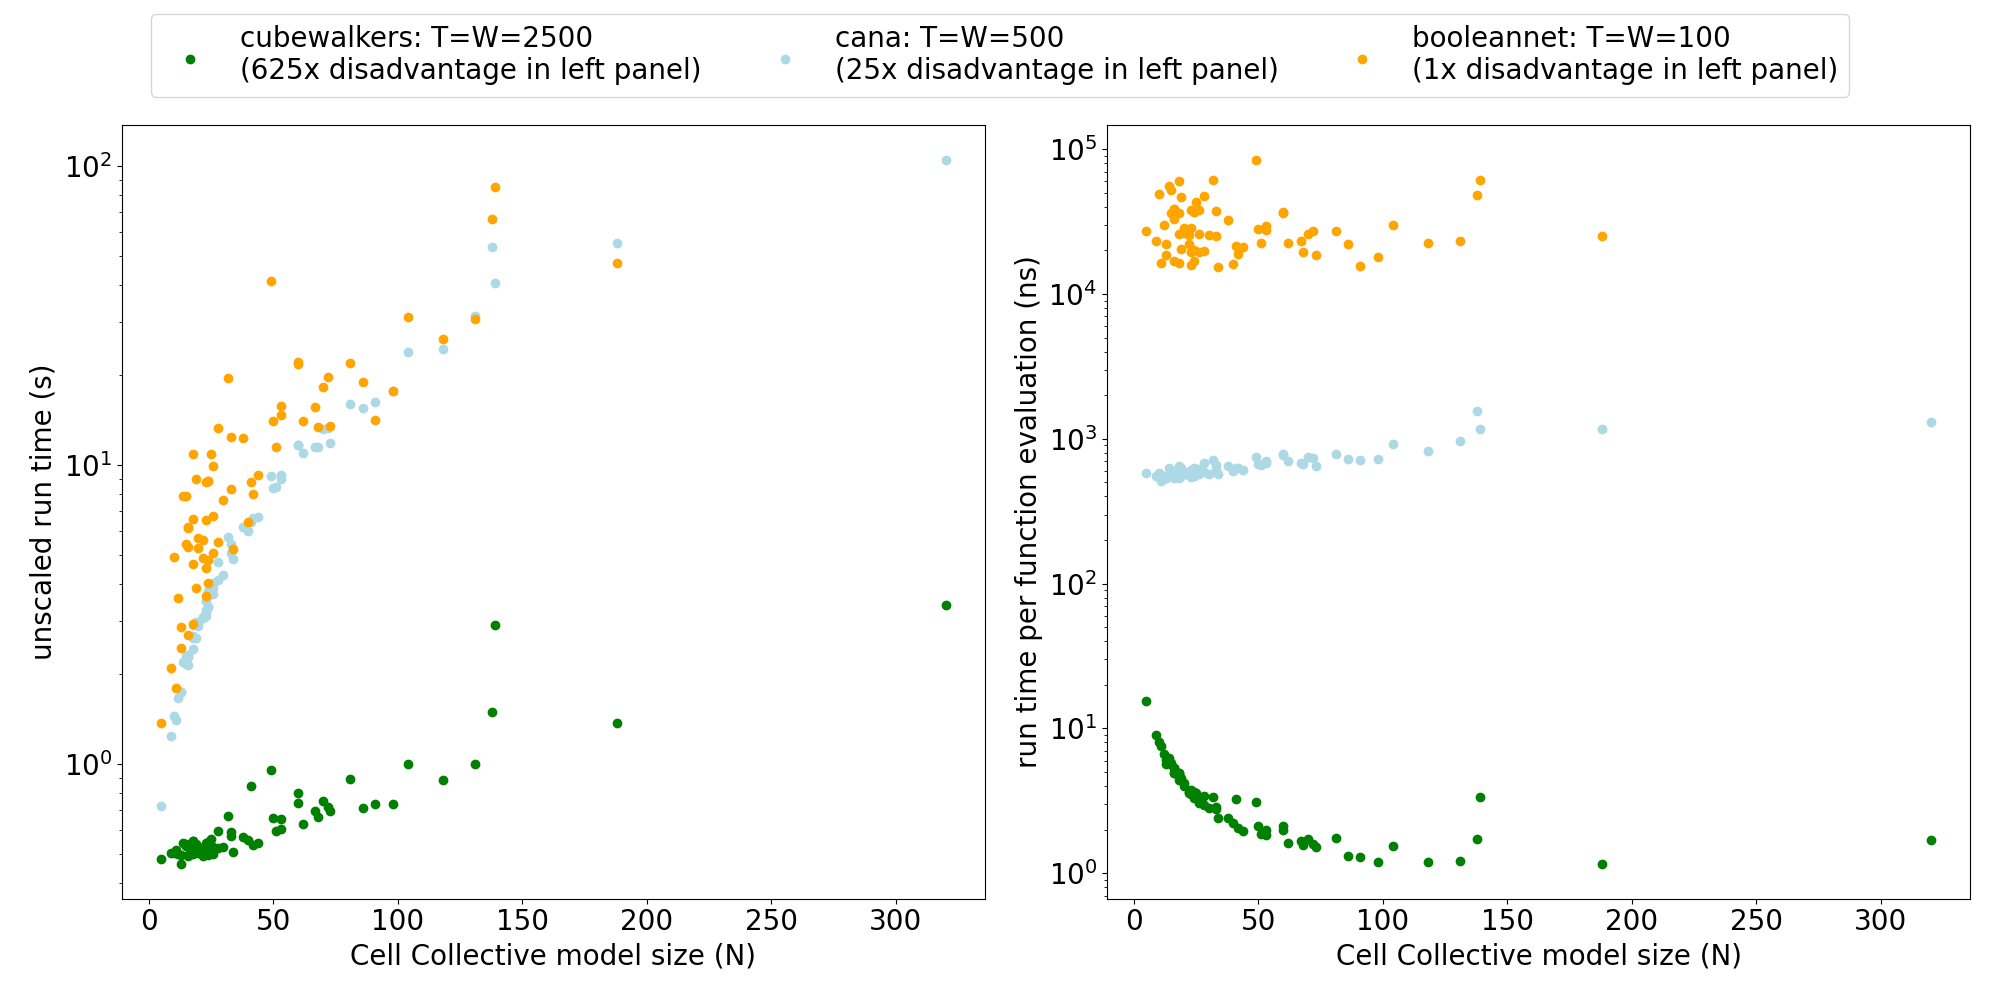 cubewalkers: T=W=2500
(625x disadvantage in left panel)
cana: T=W=500
(25x disadvantage in left panel)
booleannet: T=W=100
(1x disadvantage in left panel)
unscaled run time (s)
10²
10¹
10⁰
0 50 100 150 200 250 300
Cell Collective model size (N)
run time per function evaluation (ns)
10⁵
10⁴
10³
10²
10¹
10⁰
0 50 100 150 200 250 300
Cell Collective model size (N)